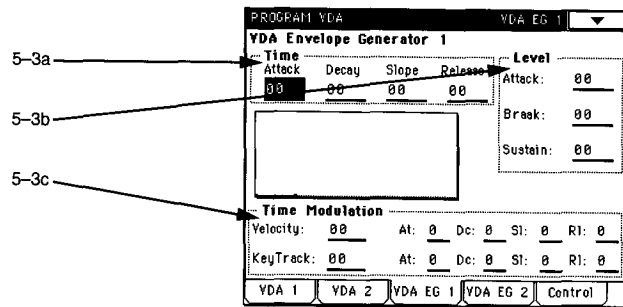 PROGRAM VDA VDA EG 1
VDA Envelope Generator 1
5–3a
Time
Attack Decay Slope Release
00 00 00 00
Level
Attack: 00
Break: 00
Sustain: 00
5–3b
5–3c
Time Modulation
Velocity: 00 At: 0 Dc: 0 Sl: 0 Rl: 0
KeyTrack: 00 At: 0 Dc: 0 Sl: 0 Rl: 0
VDA 1 VDA 2 VDA EG 1 VDA EG 2 Control